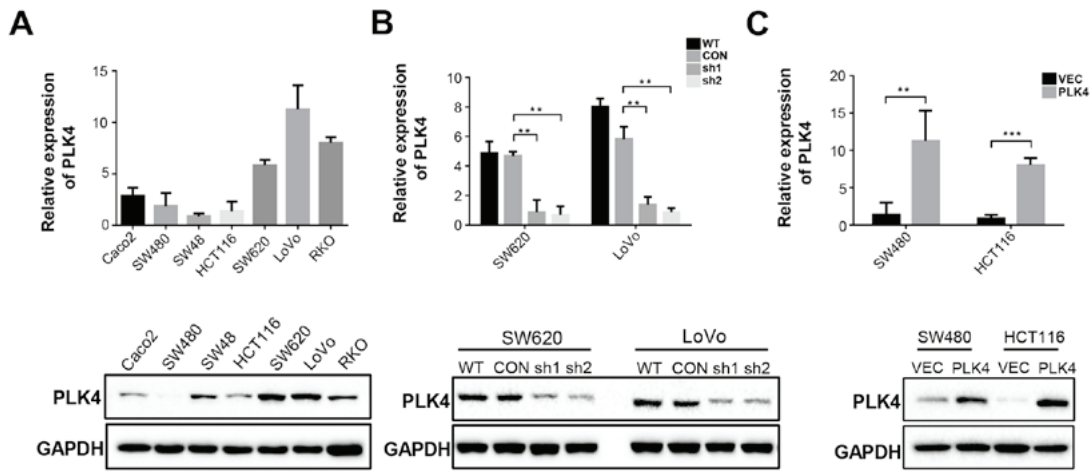 A
Relative expression
of PLK4
15
10
5
0
Caco2
SW480
SW48
HCT116
SW620
LoVo
RKO
Caco2
SW480
SW48
HCT116
SW620
LoVo
RKO
PLK4
GAPDH
B
WT
CON
sh1
sh2
Relative expression
of PLK4
10
8
6
4
2
0
**
**
**
**
SW620
LoVo
SW620 LoVo
WT CON sh1 sh2 WT CON sh1 sh2
PLK4
GAPDH
C
VEC
PLK4
Relative expression
of PLK4
20
15
10
5
0
**
***
SW480
HCT116
SW480 HCT116
VEC PLK4 VEC PLK4
PLK4
GAPDH